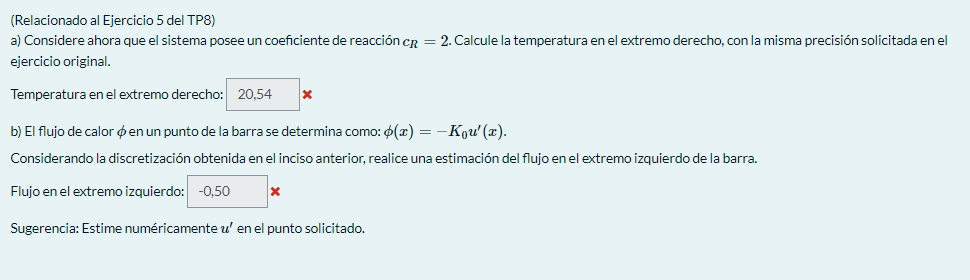 (Relacionado al Ejercicio 5 del TP8)
a) Considere ahora que el sistema posee un coeficiente de reacción c_R = 2. Calcule la temperatura en el extremo derecho, con la misma precisión solicitada en el
ejercicio original.
Temperatura en el extremo derecho: 20,54 ✖
b) El flujo de calor ϕ en un punto de la barra se determina como: ϕ(x) = −K₀u′(x).
Considerando la discretización obtenida en el inciso anterior, realice una estimación del flujo en el extremo izquierdo de la barra.
Flujo en el extremo izquierdo: -0,50 ✖
Sugerencia: Estime numéricamente u′ en el punto solicitado.